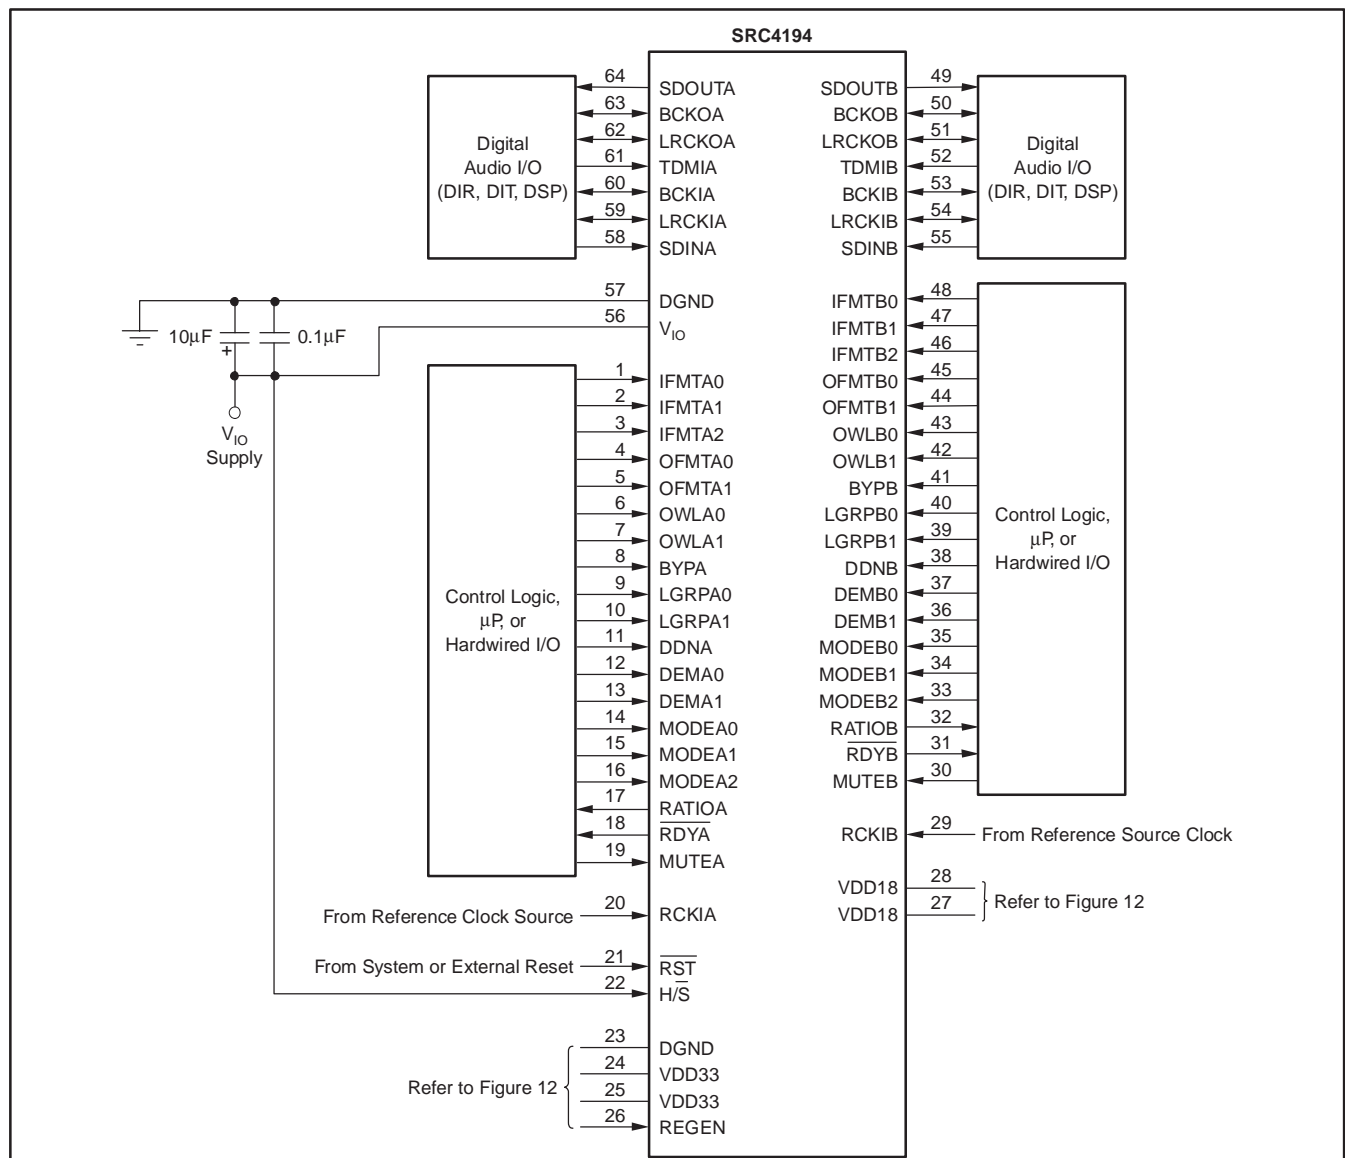 SRC4194
Digital
Audio I/O
(DIR, DIT, DSP)
64 SDOUTA
63 BCKOA
62 LRCKOA
61 TDMIA
60 BCKIA
59 LRCKIA
58 SDINA
57 DGND
56 VIO
10μF
+
0.1μF
VIO
Supply
Control Logic,
μP, or
Hardwired I/O
1 IFMTA0
2 IFMTA1
3 IFMTA2
4 OFMTA0
5 OFMTA1
6 OWLA0
7 OWLA1
8 BYPA
9 LGRPA0
10 LGRPA1
11 DDNA
12 DEMA0
13 DEMA1
14 MODEA0
15 MODEA1
16 MODEA2
17 RATIOA
18 R̅D̅Y̅A̅
19 MUTEA
From Reference Clock Source 20 RCKIA
From System or External Reset 21 R̅S̅T̅
22 H/S̅
Refer to Figure 12
23 DGND
24 VDD33
25 VDD33
26 REGEN
SDOUTB 49
BCKOB 50
LRCKOB 51
TDMIB 52
BCKIB 53
LRCKIB 54
SDINB 55
Digital
Audio I/O
(DIR, DIT, DSP)
IFMTB0 48
IFMTB1 47
IFMTB2 46
OFMTB0 45
OFMTB1 44
OWLB0 43
OWLB1 42
BYPB 41
LGRPB0 40
LGRPB1 39
DDNB 38
DEMB0 37
DEMB1 36
MODEB0 35
MODEB1 34
MODEB2 33
RATIOB 32
R̅D̅Y̅B̅ 31
MUTEB 30
Control Logic,
μP, or
Hardwired I/O
RCKIB 29 From Reference Source Clock
VDD18 28
VDD18 27
Refer to Figure 12